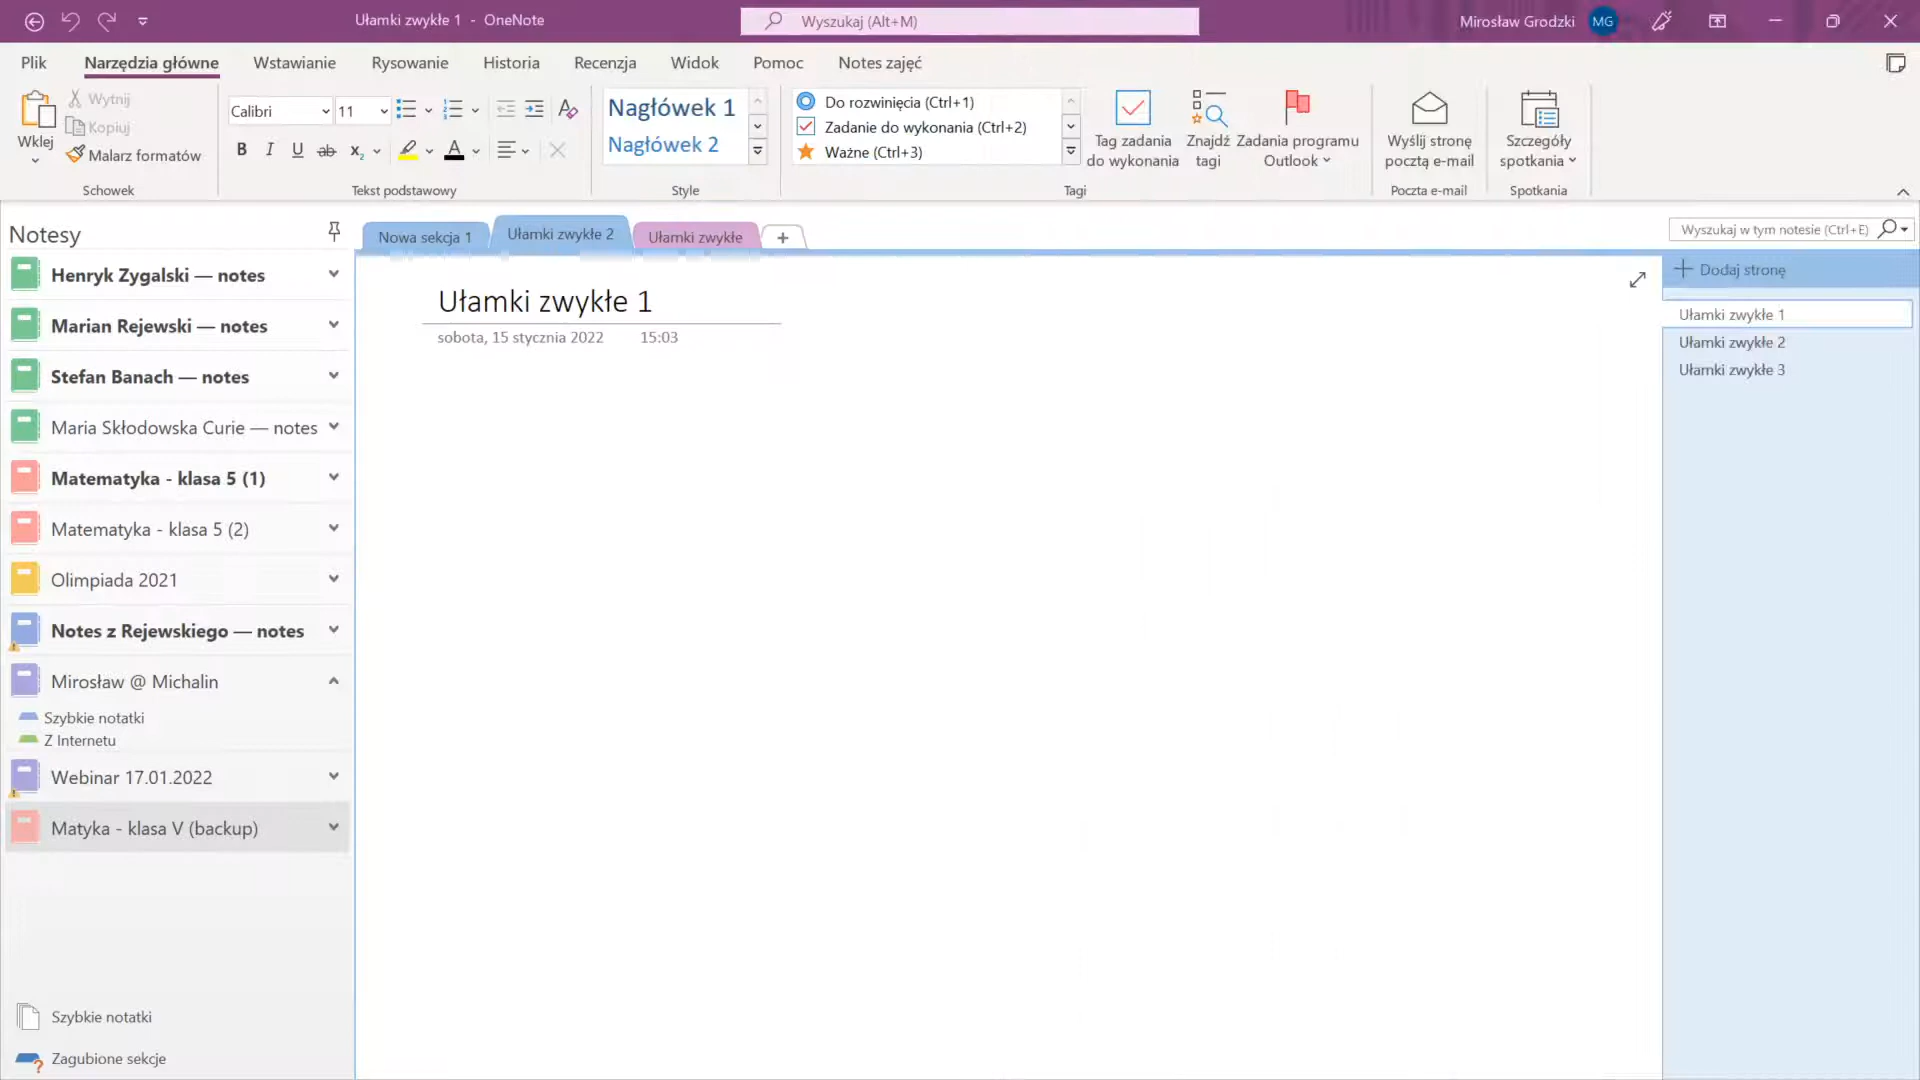 Ułamki zwykłe 1 - OneNote
Wyszukaj (Alt+M)
Mirosław Grodzki
MG
Plik
Narzędzia główne
Wstawianie
Rysowanie
Historia
Recenzja
Widok
Pomoc
Notes zajęć
Wklej
Wytnij
Kopiuj
Malarz formatów
Schowek
Calibri
11
B
I
U
ab
x₂
A
Tekst podstawowy
Nagłówek 1
Nagłówek 2
Style
Do rozwinięcia (Ctrl+1)
Zadanie do wykonania (Ctrl+2)
Ważne (Ctrl+3)
Tag zadania
do wykonania
Znajdź
tagi
Zadania programu
Outlook
Tagi
Wyślij stronę
pocztą e-mail
Poczta e-mail
Szczegóły
spotkania
Spotkania
Notesy
Henryk Zygalski — notes
Marian Rejewski — notes
Stefan Banach — notes
Maria Skłodowska Curie — notes
Matematyka - klasa 5 (1)
Matematyka - klasa 5 (2)
Olimpiada 2021
Notes z Rejewskiego — notes
Mirosław @ Michalin
Szybkie notatki
Z Internetu
Webinar 17.01.2022
Matyka - klasa V (backup)
Szybkie notatki
Zagubione sekcje
Nowa sekcja 1
Ułamki zwykłe 2
Ułamki zwykłe
Ułamki zwykłe 1
sobota, 15 stycznia 2022 15:03
Wyszukaj w tym notesie (Ctrl+E)
Dodaj stronę
Ułamki zwykłe 1
Ułamki zwykłe 2
Ułamki zwykłe 3